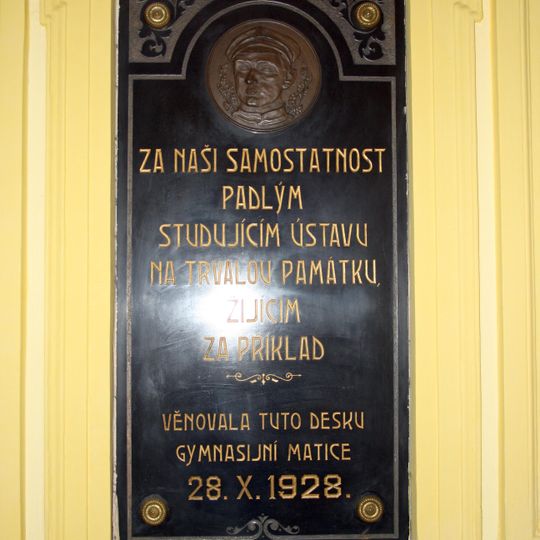 ZA NAŠI SAMOSTATNOST
PADLÝM
STUDUJÍCÍM ÚSTAVU
NA TRVALOU PAMÁTKU,
ŽIJÍCÍM
ZA PŘÍKLAD
VĚNOVALA TUTO DESKU
GYMNASIJNÍ MATICE
28. X. 1928.